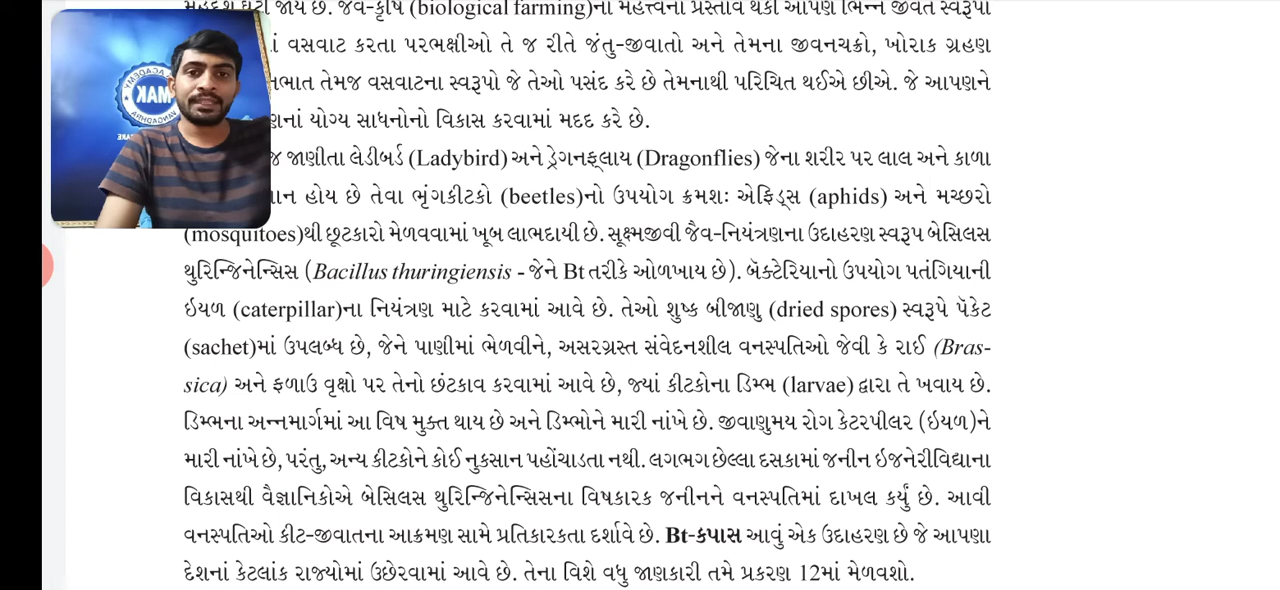 મહદંશે ઘટી જાય છે. જૈવ-કૃષિ (biological farming)ના મહત્ત્વના પ્રસ્તાવ થકી આપણે ભિન્ન જીવંત સ્વરૂપો
વસવાટ કરતા પરભક્ષીઓ તે જ રીતે જંતુ-જીવાતો અને તેમના જીવનચક્રો, ખોરાક ગ્રહણ
ભાત તેમજ વસવાટના સ્વરૂપો જે તેઓ પસંદ કરે છે તેમનાથી પરિચિત થઈએ છીએ. જે આપણને
યોગ્ય સાધનોનો વિકાસ કરવામાં મદદ કરે છે.
જ જાણીતા લેડીબર્ડ (Ladybird) અને ડ્રેગનફ્લાય (Dragonflies) જેના શરીર પર લાલ અને કાળા
હોય છે તેવા ભૃંગકીટકો (beetles)નો ઉપયોગ ક્રમશઃ એફિડ્સ (aphids) અને મચ્છરો
(mosquitoes)થી છૂટકારો મેળવવામાં ખૂબ લાભદાયી છે. સૂક્ષ્મજીવી જૈવ-નિયંત્રણના ઉદાહરણ સ્વરૂપ બેસિલસ
થુરિન્જિનેન્સિસ (Bacillus thuringiensis - જેને Bt તરીકે ઓળખાય છે). બૅક્ટેરિયાનો ઉપયોગ પતંગિયાની
ઇયળ (caterpillar)ના નિયંત્રણ માટે કરવામાં આવે છે. તેઓ શુષ્ક બીજાણુ (dried spores) સ્વરૂપે પૅકેટ
(sachet)માં ઉપલબ્ધ છે, જેને પાણીમાં ભેળવીને, અસરગ્રસ્ત સંવેદનશીલ વનસ્પતિઓ જેવી કે રાઈ (Bras-
sica) અને ફળાઉ વૃક્ષો પર તેનો છંટકાવ કરવામાં આવે છે, જ્યાં કીટકોના ડિમ્ભ (larvae) દ્વારા તે ખવાય છે.
ડિમ્ભના અન્નમાર્ગમાં આ વિષ મુક્ત થાય છે અને ડિમ્ભોને મારી નાંખે છે. જીવાણુમય રોગ કેટરપીલર (ઇયળ)ને
મારી નાંખે છે, પરંતુ, અન્ય કીટકોને કોઈ નુકસાન પહોંચાડતા નથી. લગભગ છેલ્લા દસકામાં જનીન ઇજનેરીવિદ્યાના
વિકાસથી વૈજ્ઞાનિકોએ બેસિલસ થુરિન્જિનેન્સિસના વિષકારક જનીનને વનસ્પતિમાં દાખલ કર્યું છે. આવી
વનસ્પતિઓ કીટ-જીવાતના આક્રમણ સામે પ્રતિકારકતા દર્શાવે છે. Bt-કપાસ આવું એક ઉદાહરણ છે જે આપણા
દેશનાં કેટલાંક રાજ્યોમાં ઉછેરવામાં આવે છે. તેના વિશે વધુ જાણકારી તમે પ્રકરણ 12માં મેળવશો.